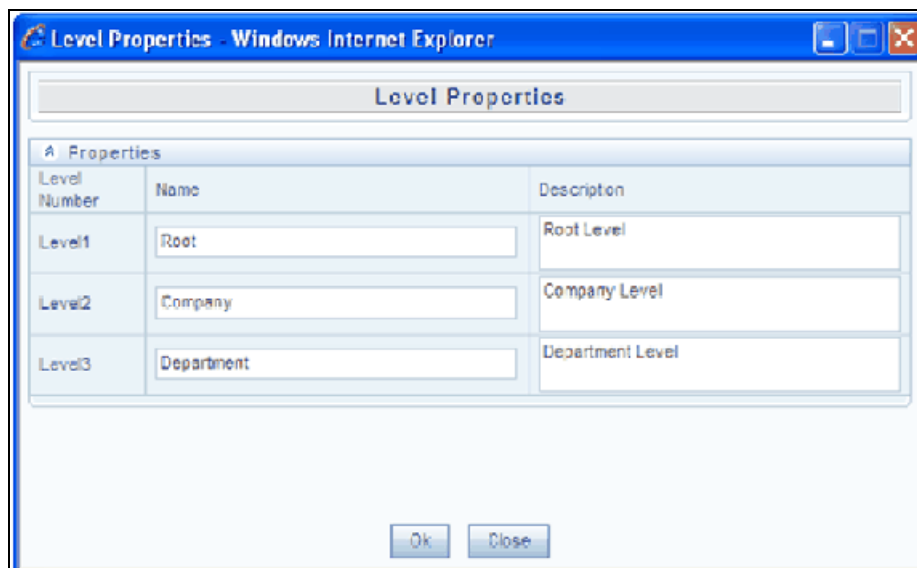 Level Properties - Windows Internet Explorer
Level Properties
Properties
Level Number Name Description
Level1 Root Root Level
Level2 Company Company Level
Level3 Department Department Level
Ok Close